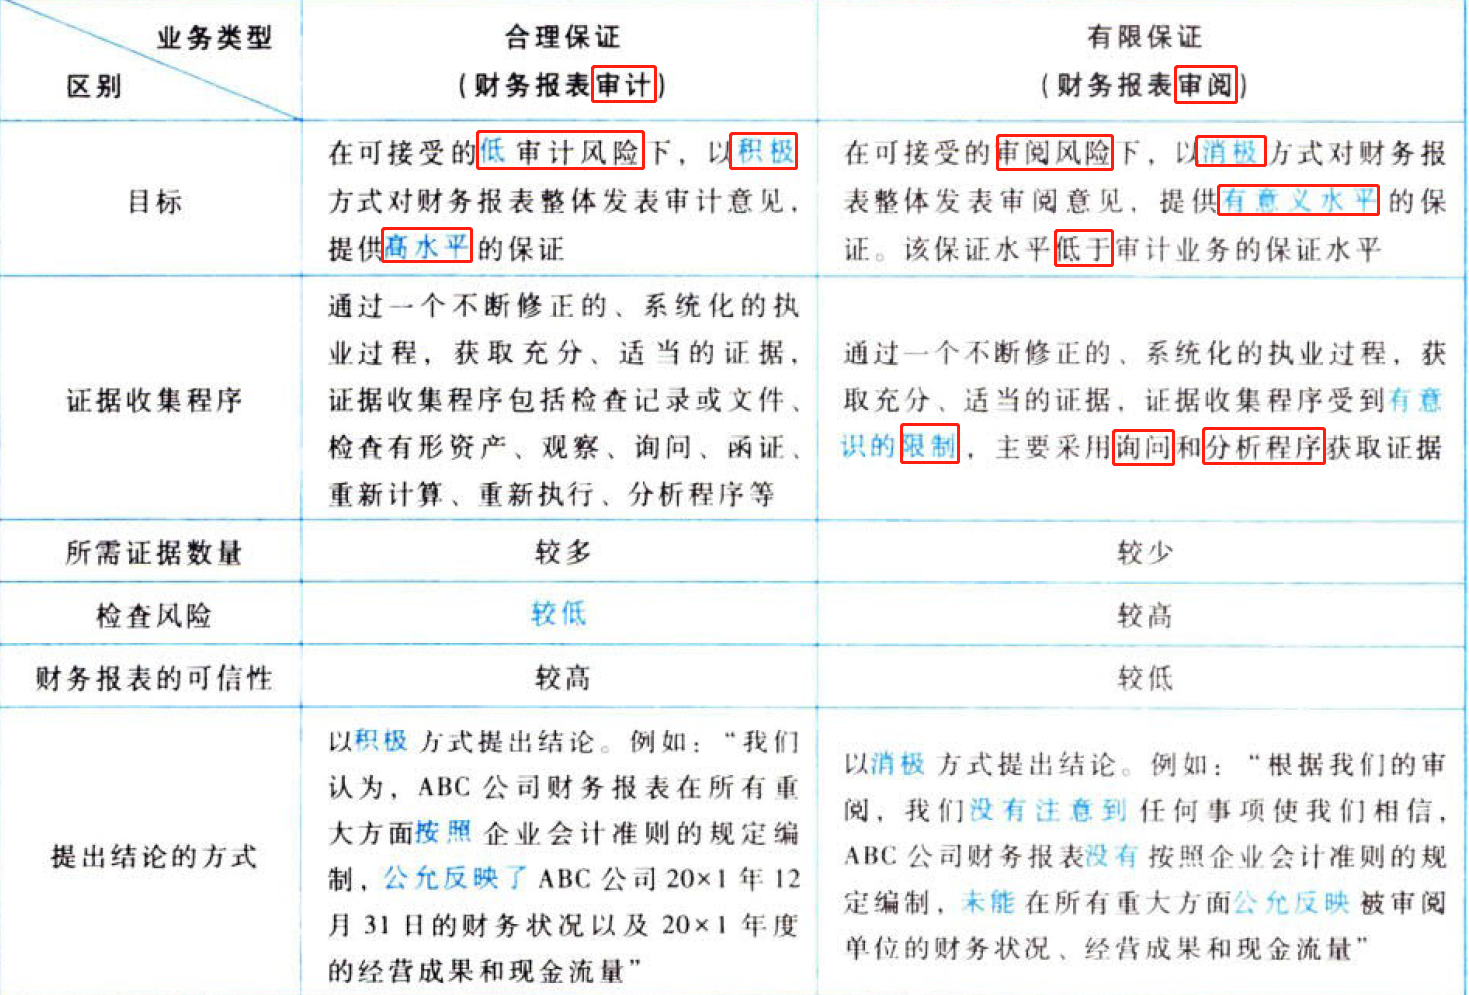 业务类型
区别
合理保证
（财务报表审计）
有限保证
（财务报表审阅）
目标
在可接受的低审计风险下，以积极
方式对财务报表整体发表审计意见，
提供高水平的保证
在可接受的审阅风险下，以消极方式对财务报
表整体发表审阅意见，提供有意义水平的保
证。该保证水平低于审计业务的保证水平
证据收集程序
通过一个不断修正的、系统化的执
业过程，获取充分、适当的证据，
证据收集程序包括检查记录或文件、
检查有形资产、观察、询问、函证、
重新计算、重新执行、分析程序等
通过一个不断修正的、系统化的执业过程，获
取充分、适当的证据，证据收集程序受到有意
识的限制，主要采用询问和分析程序获取证据
所需证据数量
较多
较少
检查风险
较低
较高
财务报表的可信性
较高
较低
提出结论的方式
以积极方式提出结论。例如：“我们
认为，ABC公司财务报表在所有重
大方面按照企业会计准则的规定编
制，公允反映了ABC公司20×1年12
月31日的财务状况以及20×1年度
的经营成果和现金流量”
以消极方式提出结论。例如：“根据我们的审
阅，我们没有注意到任何事项使我们相信，
ABC公司财务报表没有按照企业会计准则的规
定编制，未能在所有重大方面公允反映被审阅
单位的财务状况、经营成果和现金流量”